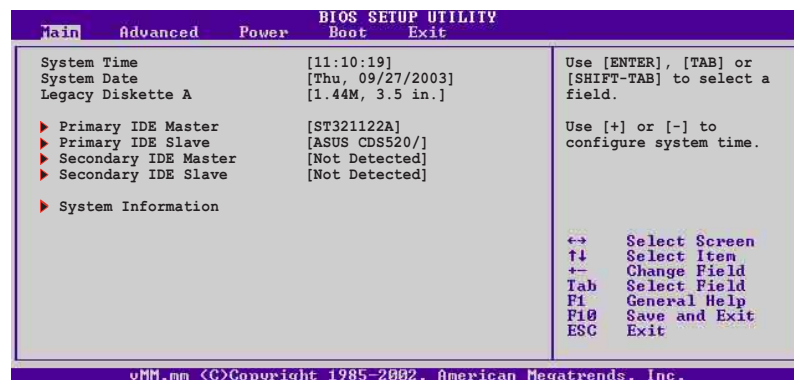 BIOS SETUP UTILITY
Main Advanced Power Boot Exit
System Time [11:10:19]
System Date [Thu, 09/27/2003]
Legacy Diskette A [1.44M, 3.5 in.]
Primary IDE Master [ST321122A]
Primary IDE Slave [ASUS CDS520/]
Secondary IDE Master [Not Detected]
Secondary IDE Slave [Not Detected]
System Information
Use [ENTER], [TAB] or
[SHIFT-TAB] to select a
field.
Use [+] or [-] to
configure system time.
↔ Select Screen
↑↓ Select Item
+- Change Field
Tab Select Field
F1 General Help
F10 Save and Exit
ESC Exit
vMM.mm (C)Copyright 1985-2002, American Megatrends, Inc.